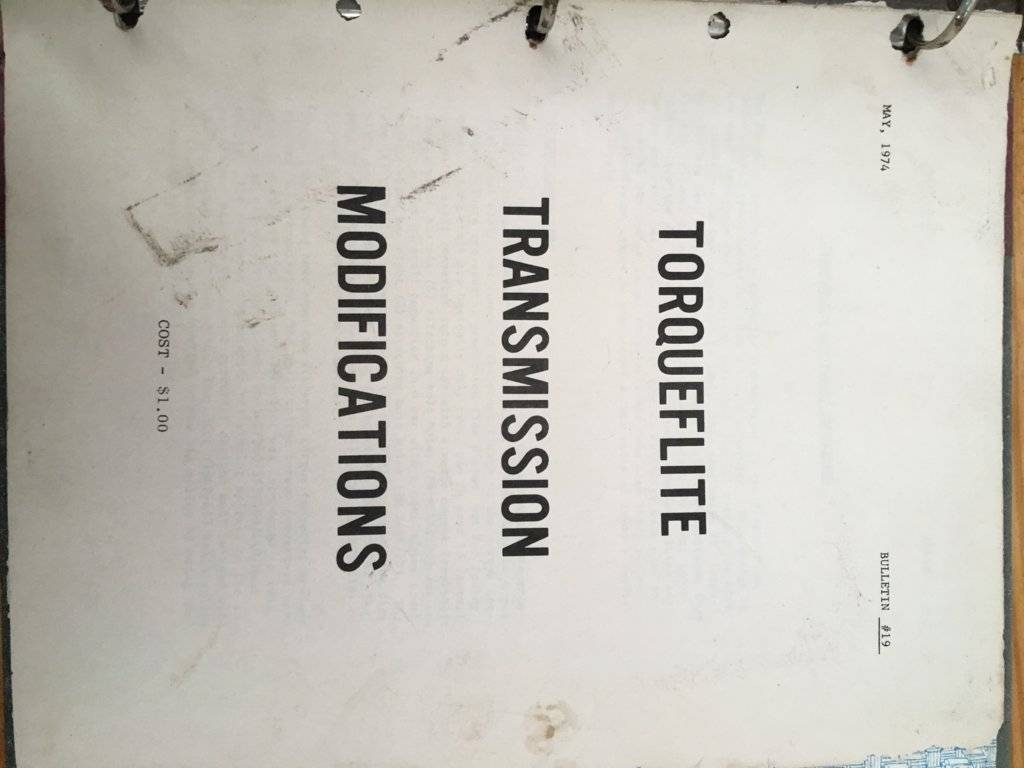 MAY, 1974
BULLETIN #19
TORQUEFLITE
TRANSMISSION
MODIFICATIONS
COST - $1.00